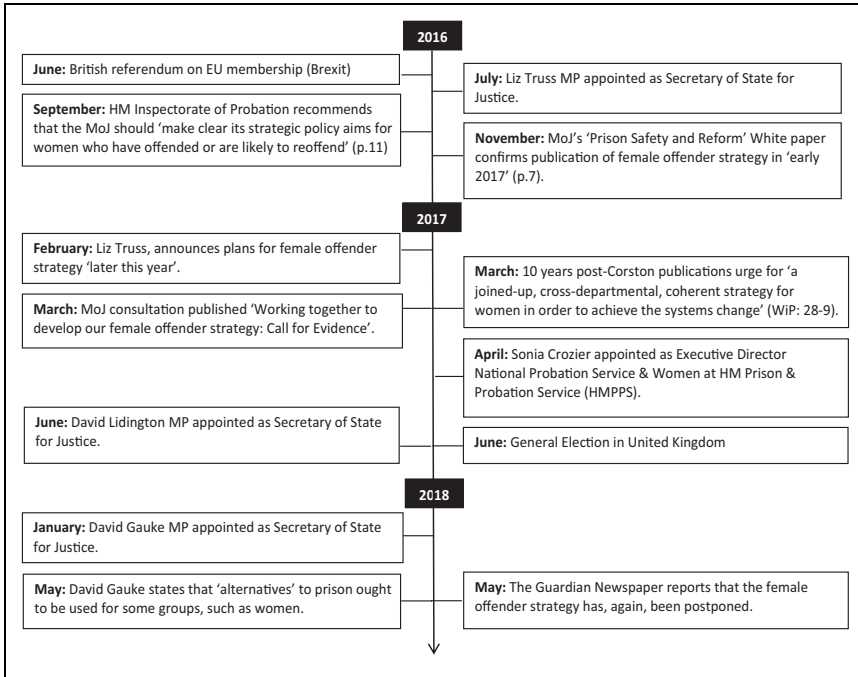 2016
June: British referendum on EU membership (Brexit)
July: Liz Truss MP appointed as Secretary of State for
Justice.
September: HM Inspectorate of Probation recommends
that the MoJ should ‘make clear its strategic policy aims for
women who have offended or are likely to reoffend’ (p.11)
November: MoJ’s ‘Prison Safety and Reform’ White paper
confirms publication of female offender strategy in ‘early
2017’ (p.7).
2017
February: Liz Truss, announces plans for female offender
strategy ‘later this year’.
March: 10 years post-Corston publications urge for ‘a
joined-up, cross-departmental, coherent strategy for
women in order to achieve the systems change’ (WiP: 28-9).
March: MoJ consultation published ‘Working together to
develop our female offender strategy: Call for Evidence’.
April: Sonia Crozier appointed as Executive Director
National Probation Service & Women at HM Prison &
Probation Service (HMPPS).
June: David Lidington MP appointed as Secretary of State
for Justice.
June: General Election in United Kingdom
2018
January: David Gauke MP appointed as Secretary of State
for Justice.
May: David Gauke states that ‘alternatives’ to prison ought
to be used for some groups, such as women.
May: The Guardian Newspaper reports that the female
offender strategy has, again, been postponed.